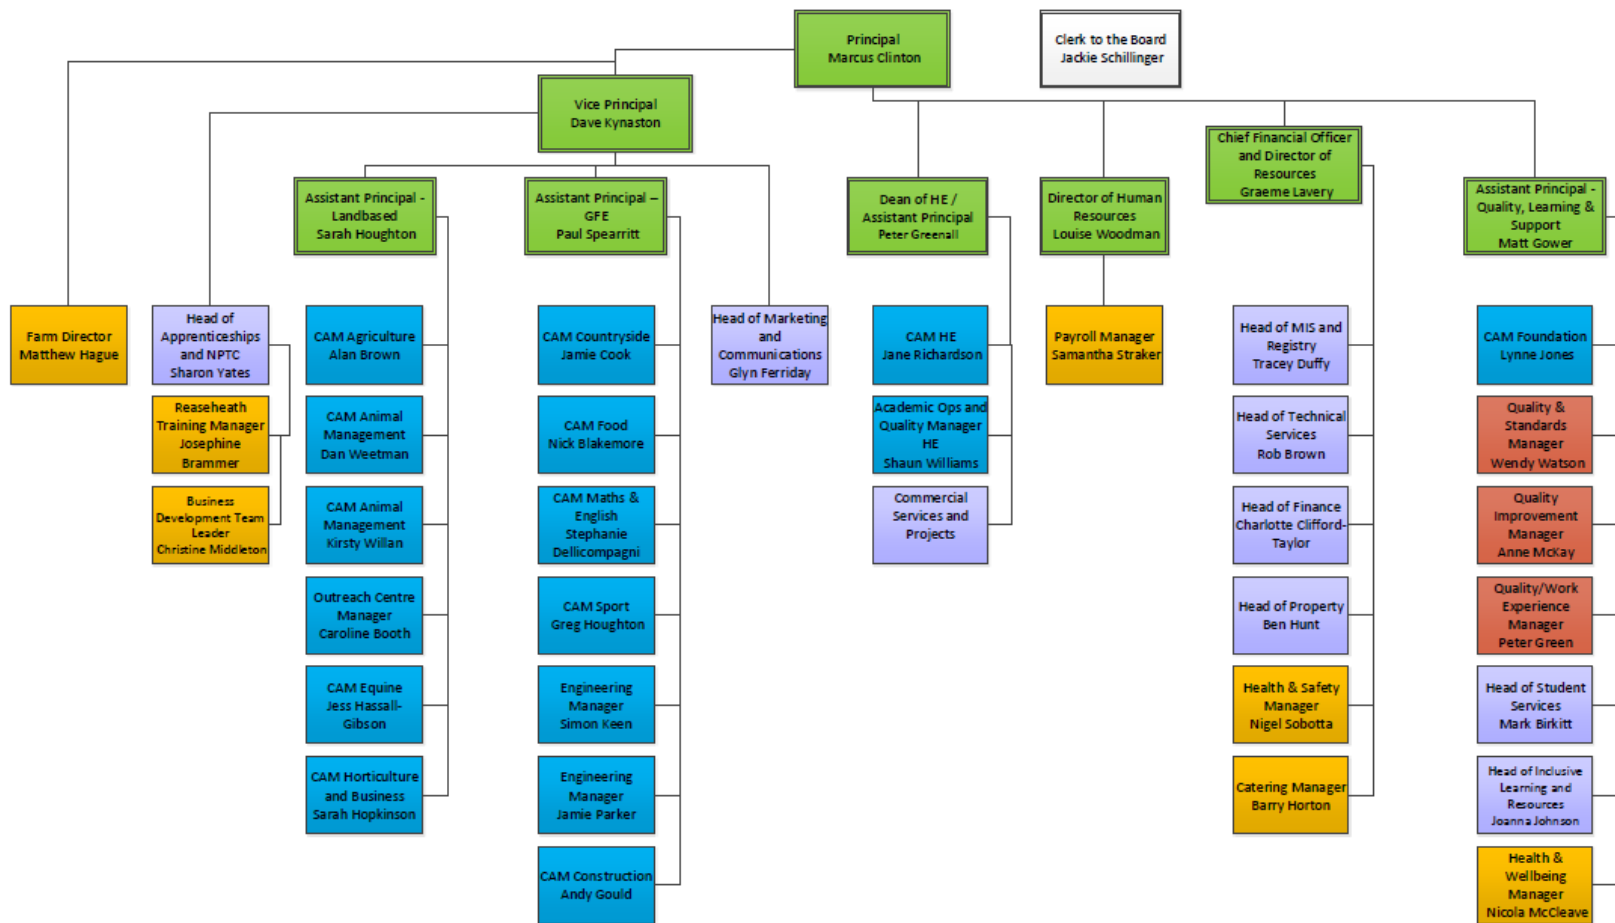 Principal
Marcus Clinton
Clerk to the Board
Jackie Schillinger
Vice Principal
Dave Kynaston
Chief Financial Officer
and Director of
Resources
Graeme Lavery
Assistant Principal -
Landbased
Sarah Houghton
Assistant Principal –
GFE
Paul Spearritt
Dean of HE /
Assistant Principal
Peter Greenall
Director of Human
Resources
Louise Woodman
Assistant Principal -
Quality, Learning &
Support
Matt Gower
Farm Director
Matthew Hague
Head of
Apprenticeships
and NPTC
Sharon Yates
CAM Agriculture
Alan Brown
CAM Countryside
Jamie Cook
Head of Marketing
and
Communications
Glyn Ferriday
CAM HE
Jane Richardson
Payroll Manager
Samantha Straker
Head of MIS and
Registry
Tracey Duffy
CAM Foundation
Lynne Jones
Reaseheath
Training Manager
Josephine
Brammer
CAM Animal
Management
Dan Weetman
CAM Food
Nick Blakemore
Academic Ops and
Quality Manager
HE
Shaun Williams
Head of Technical
Services
Rob Brown
Quality &
Standards
Manager
Wendy Watson
Business
Development Team
Leader
Christine Middleton
CAM Animal
Management
Kirsty Willan
CAM Maths &
English
Stephanie
Dellicompagni
Commercial
Services and
Projects
Head of Finance
Charlotte Clifford-
Taylor
Quality
Improvement
Manager
Anne McKay
Outreach Centre
Manager
Caroline Booth
CAM Sport
Greg Houghton
Head of Property
Ben Hunt
Quality/Work
Experience
Manager
Peter Green
CAM Equine
Jess Hassall-
Gibson
Engineering
Manager
Simon Keen
Health & Safety
Manager
Nigel Sobotta
Head of Student
Services
Mark Birkitt
CAM Horticulture
and Business
Sarah Hopkinson
Engineering
Manager
Jamie Parker
Catering Manager
Barry Horton
Head of Inclusive
Learning and
Resources
Joanna Johnson
CAM Construction
Andy Gould
Health &
Wellbeing
Manager
Nicola McCleave